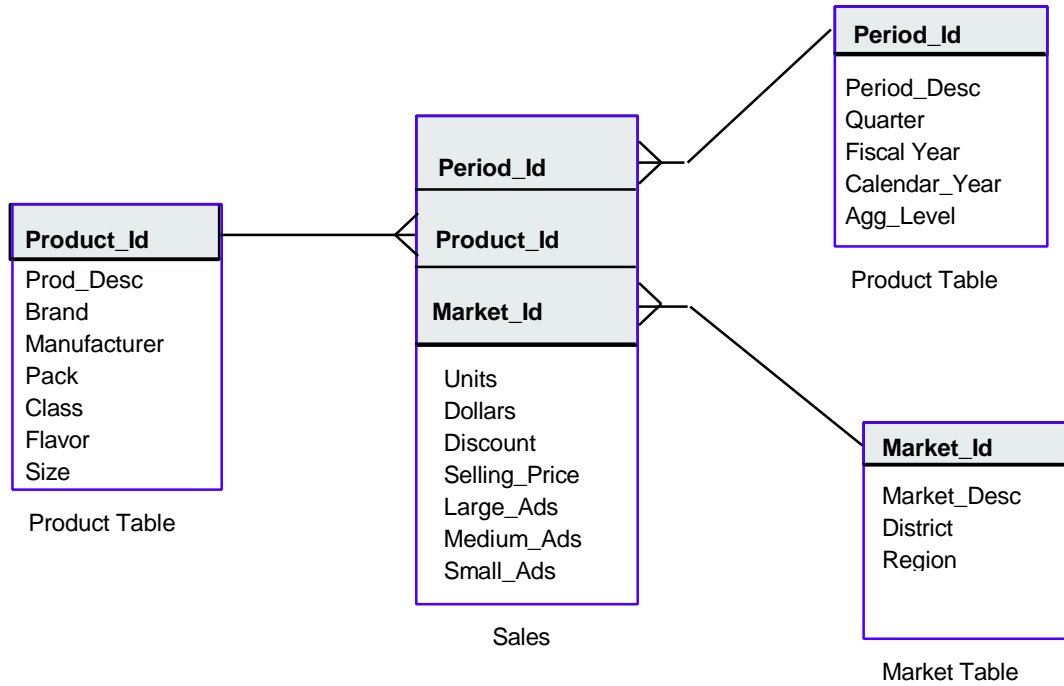 Product_Id
Prod_Desc
Brand
Manufacturer
Pack
Class
Flavor
Size
Product Table
Period_Id
Product_Id
Market_Id
Units
Dollars
Discount
Selling_Price
Large_Ads
Medium_Ads
Small_Ads
Sales
Period_Id
Period_Desc
Quarter
Fiscal Year
Calendar_Year
Agg_Level
Product Table
Market_Id
Market_Desc
District
Region
Market Table